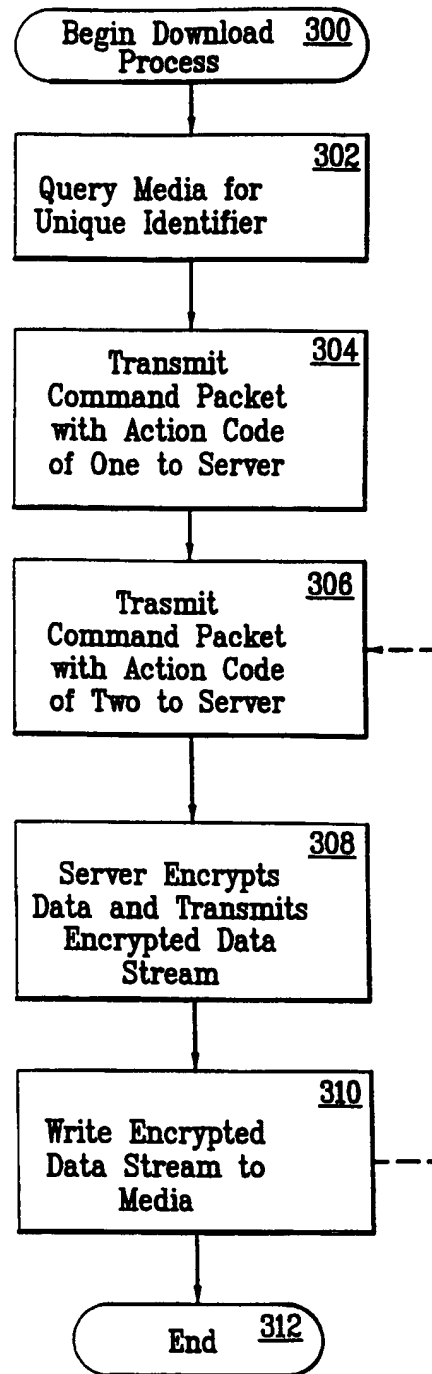 Begin Download 300
Process
302
Query Media for
Unique Identifier
304
Transmit
Command Packet
with Action Code
of One to Server
306
Trasmit
Command Packet
with Action Code
of Two to Server
308
Server Encrypts
Data and Transmits
Encrypted Data
Stream
310
Write Encrypted
Data Stream to
Media
End 312